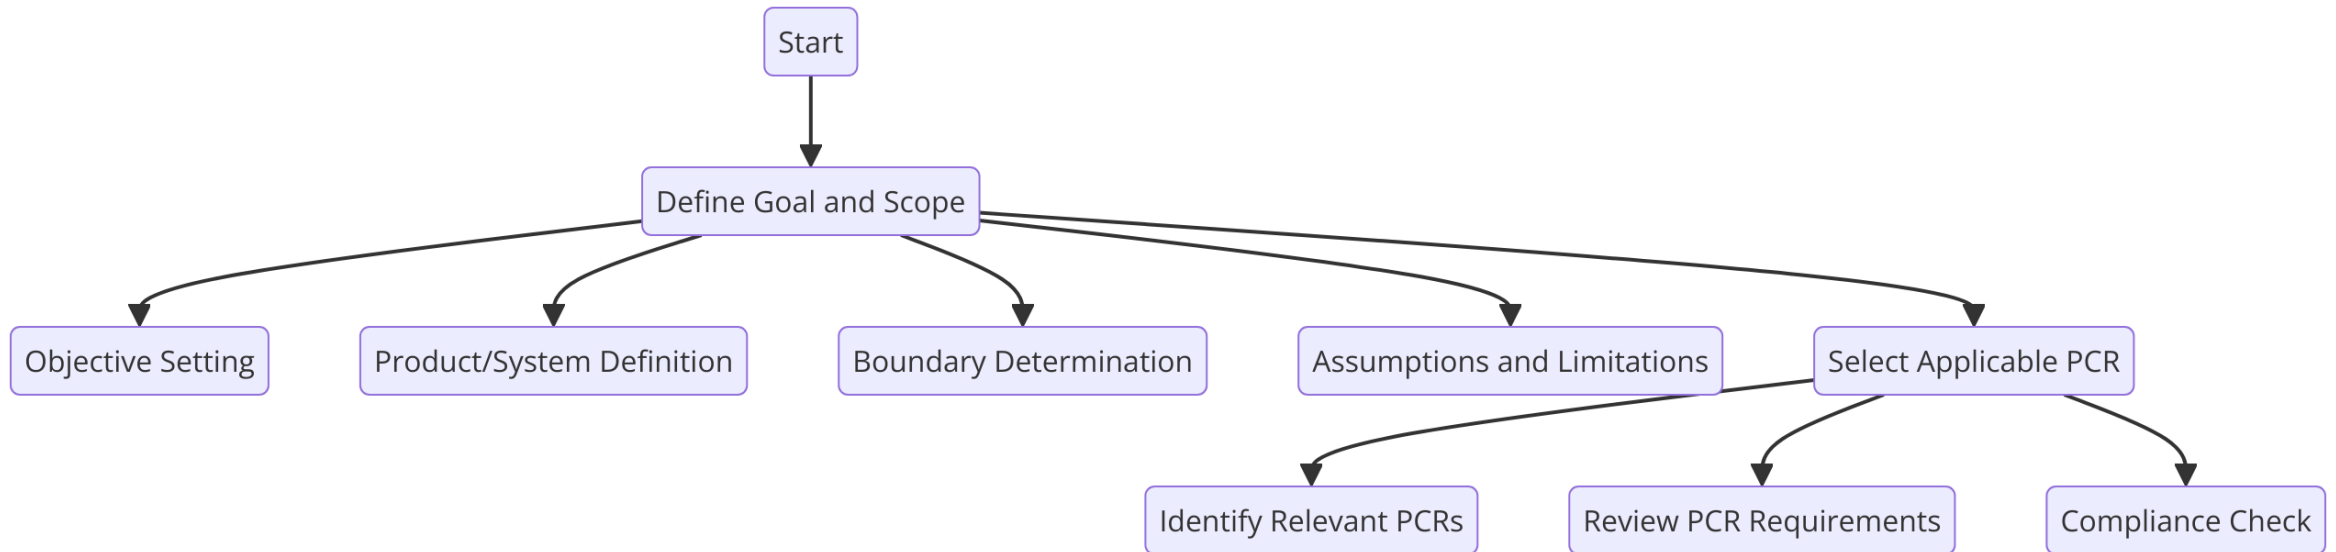 Start
Define Goal and Scope
Objective Setting
Product/System Definition
Boundary Determination
Assumptions and Limitations
Select Applicable PCR
Identify Relevant PCRs
Review PCR Requirements
Compliance Check